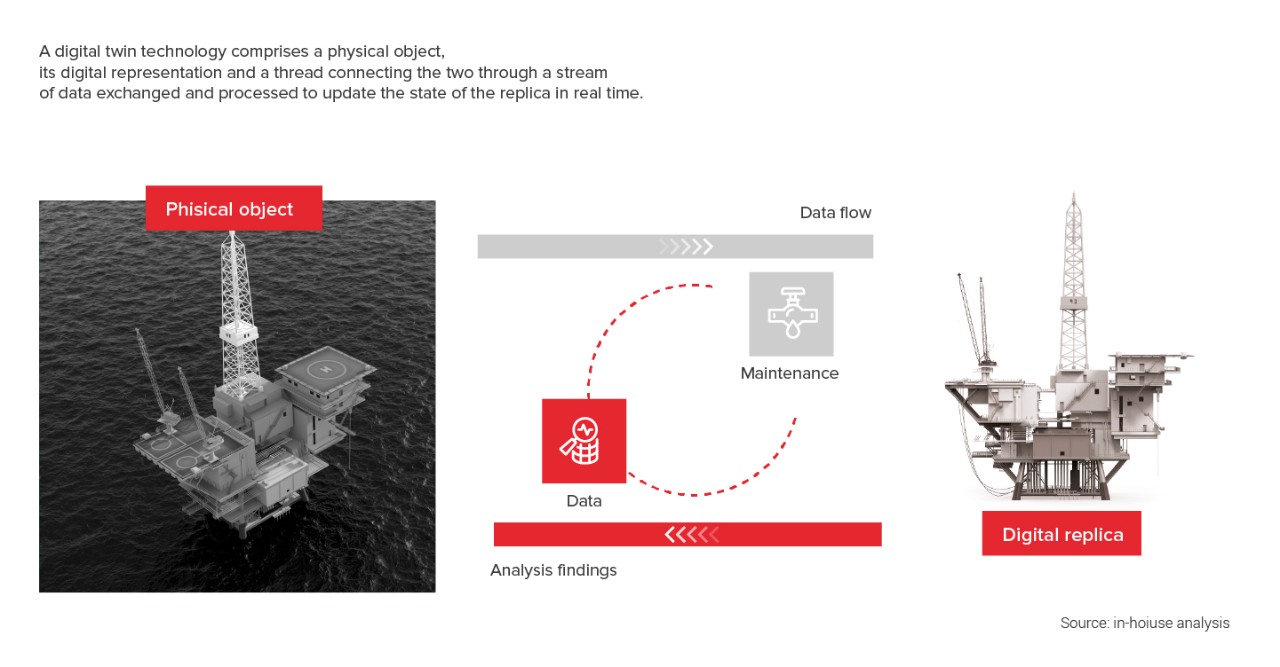 A digital twin technology comprises a physical object,
its digital representation and a thread connecting the two through a stream
of data exchanged and processed to update the state of the replica in real time.
Phisical object
Data flow
Maintenance
Data
Analysis findings
Digital replica
Source: in-hoiuse analysis